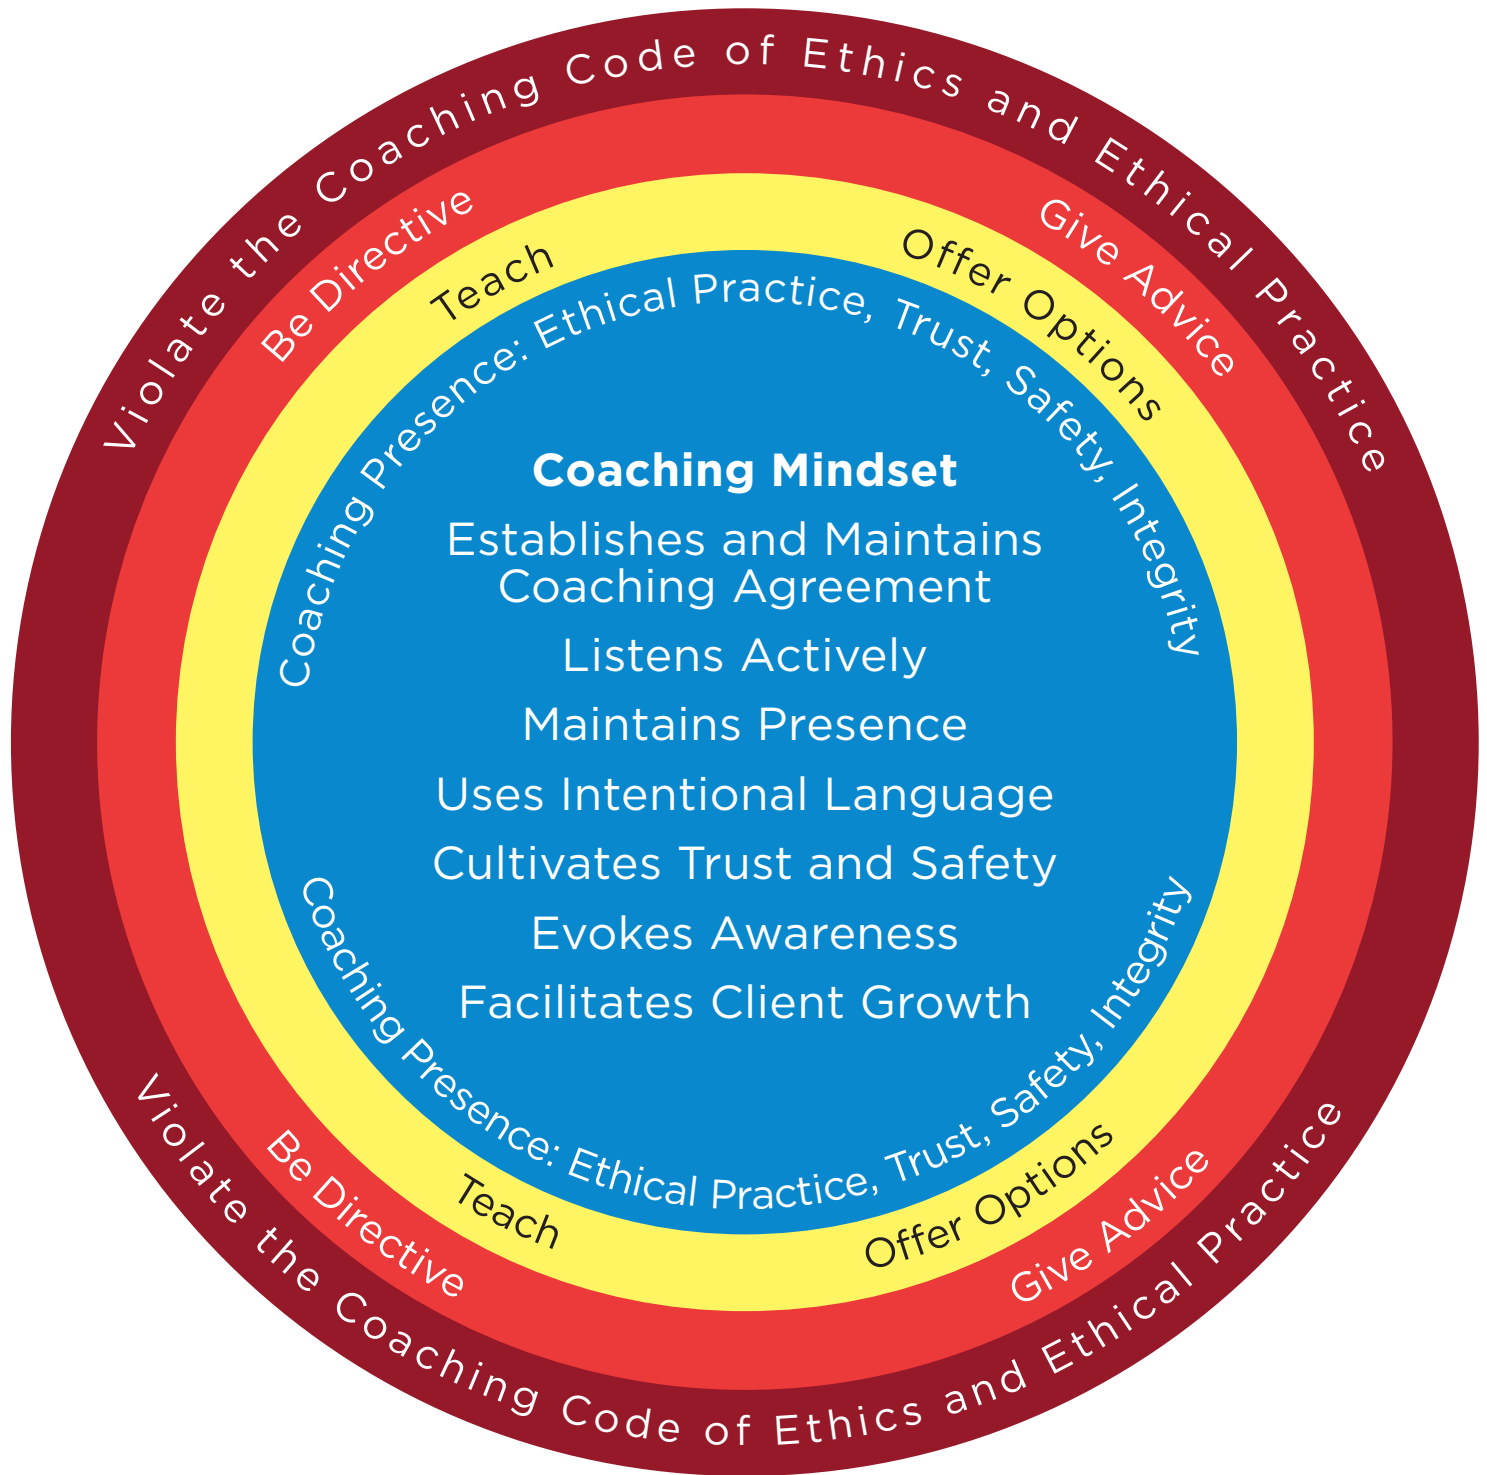 Violate the Coaching Code of Ethics and Ethical Practice
Be Directive
Give Advice
Teach
Offer Options
Coaching Presence: Ethical Practice, Trust, Safety, Integrity
Coaching Mindset
Establishes and Maintains
Coaching Agreement
Listens Actively
Maintains Presence
Uses Intentional Language
Cultivates Trust and Safety
Evokes Awareness
Facilitates Client Growth
Coaching Presence: Ethical Practice, Trust, Safety, Integrity
Teach
Offer Options
Be Directive
Give Advice
Violate the Coaching Code of Ethics and Ethical Practice